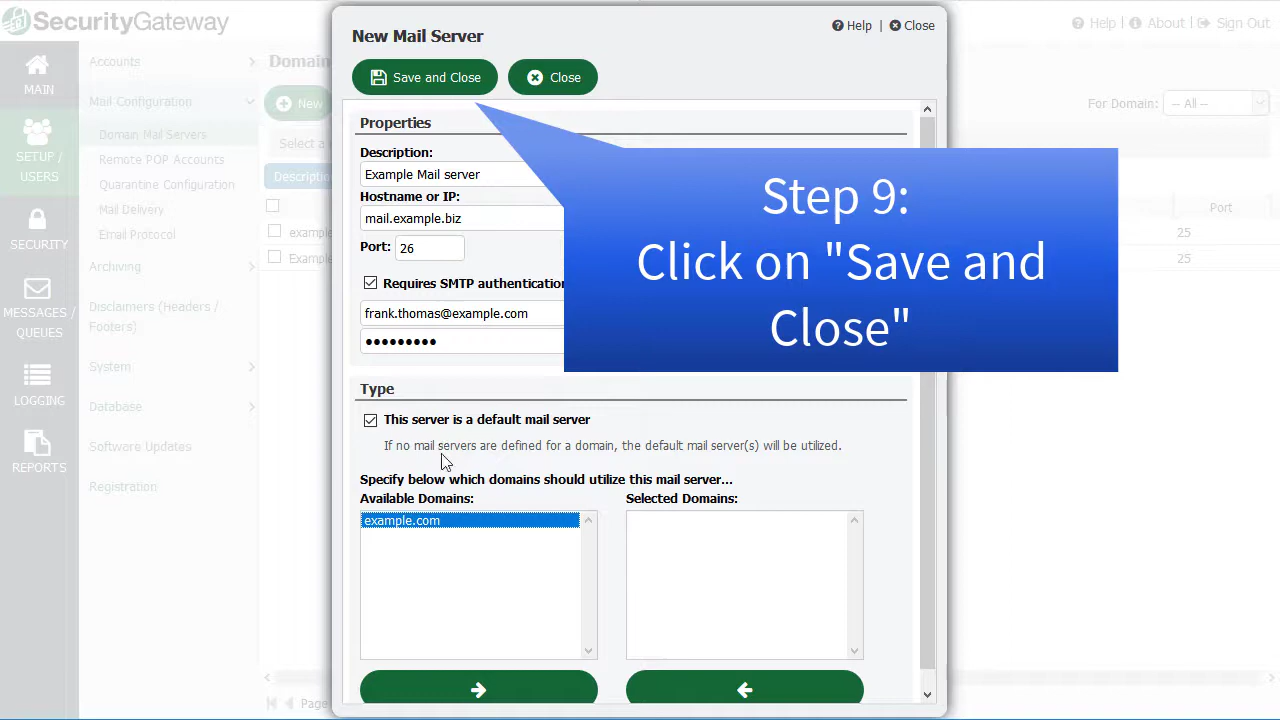 SecurityGateway
Help | About | Sign Out
MAIN
SETUP /
USERS
SECURITY
MESSAGES /
QUEUES
LOGGING
REPORTS
Accounts
Mail Configuration
Domain Mail Servers
Remote POP Accounts
Quarantine Configuration
Mail Delivery
Email Protocol
Archiving
Disclaimers (Headers /
Footers)
System
Database
Software Updates
Registration
Domain
New
For Domain: -- All --
Select a
Descriptio
Port
example
25
Example
25
Page
New Mail Server
Help | Close
Save and Close
Close
Properties
Description:
Example Mail server
Hostname or IP:
mail.example.biz
Port: 26
Requires SMTP authentication
frank.thomas@example.com
•••••••••
Type
This server is a default mail server
If no mail servers are defined for a domain, the default mail server(s) will be utilized.
Specify below which domains should utilize this mail server...
Available Domains:
Selected Domains:
example.com
Step 9:
Click on "Save and
Close"